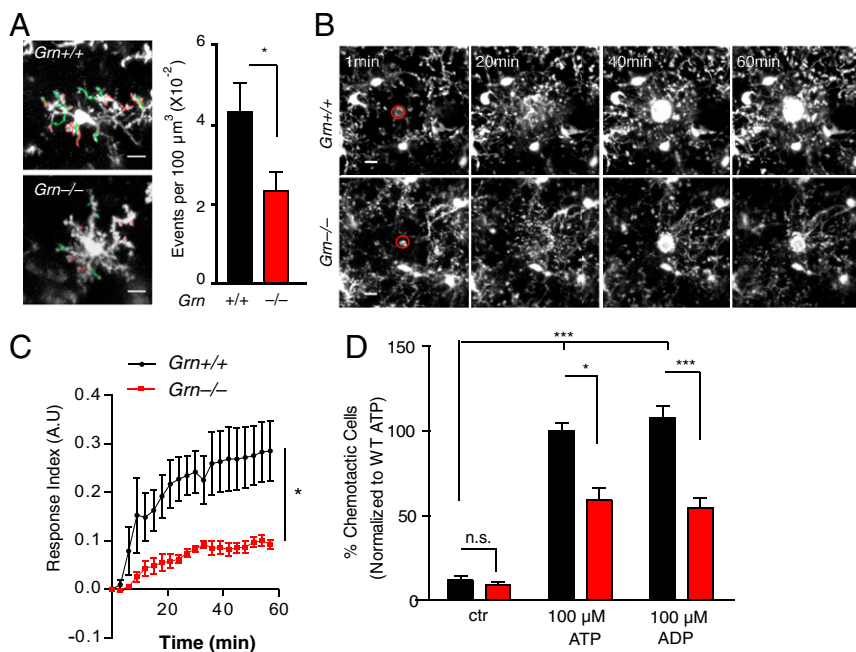 A
Grn+/+
Grn–/–
Events per 100 µm³ (X10⁻²)
6
4
2
0
*
Grn
+/+
–/–
B
1min
20min
40min
60min
Grn+/+
Grn–/–
C
Grn+/+
Grn–/–
Response Index (A.U)
0.4
0.3
0.2
0.1
0.0
-0.1
20
40
60
*
Time (min)
D
% Chemotactic Cells
(Normalized to WT ATP)
150
100
50
0
***
*
***
n.s.
ctr
100 µM
ATP
100 µM
ADP